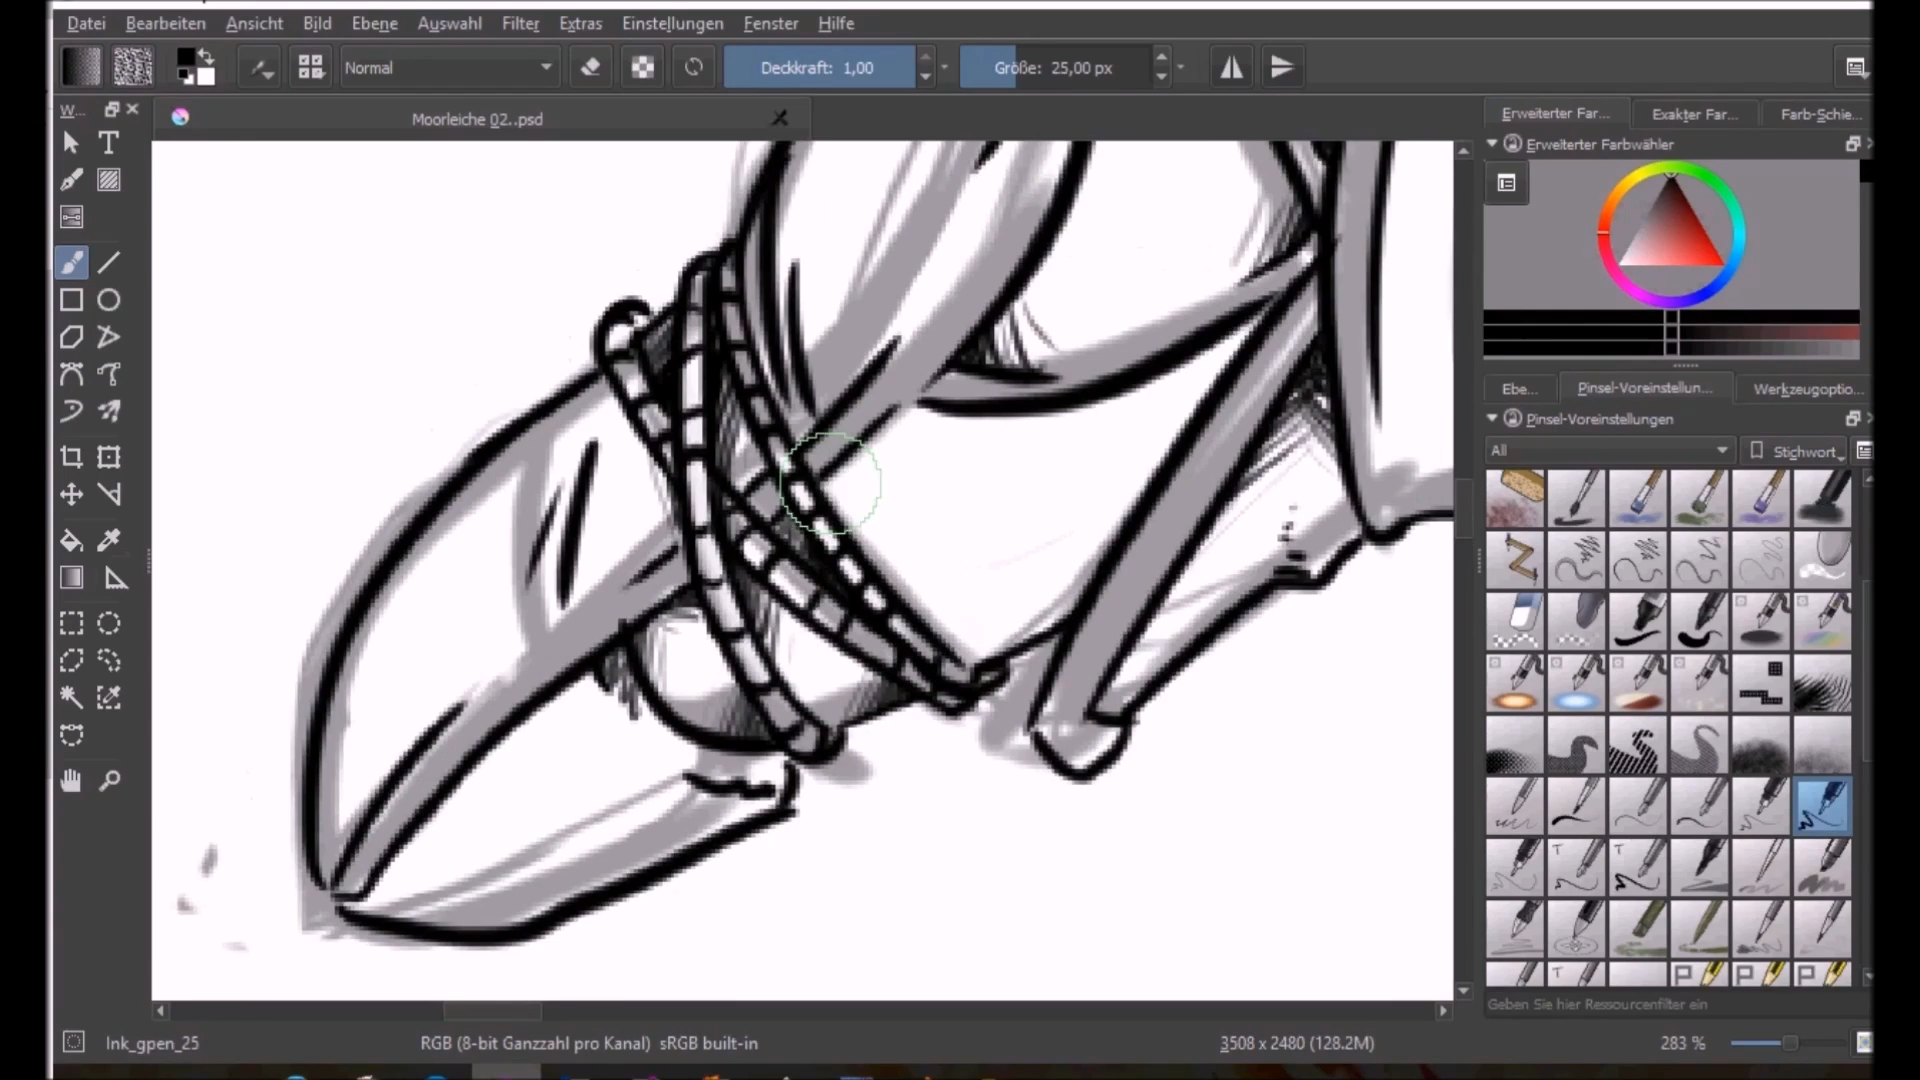 Datei Bearbeiten Ansicht Bild Ebene Auswahl Filter Extras Einstellungen Fenster Hilfe
Normal Deckkraft: 1,00 Größe: 25,00 px
W...
Moorleiche 02..psd
Erweiterter Far... Exakter Far... Farb-Schie...
Erweiterter Farbwähler
Ebe... Pinsel-Voreinstellun... Werkzeugoptio...
Pinsel-Voreinstellungen
All Stichwort
Geben Sie hier Ressourcenfilter ein
Ink_gpen_25 RGB (8-bit Ganzzahl pro Kanal) sRGB built-in 3508 x 2480 (128.2M) 283 %